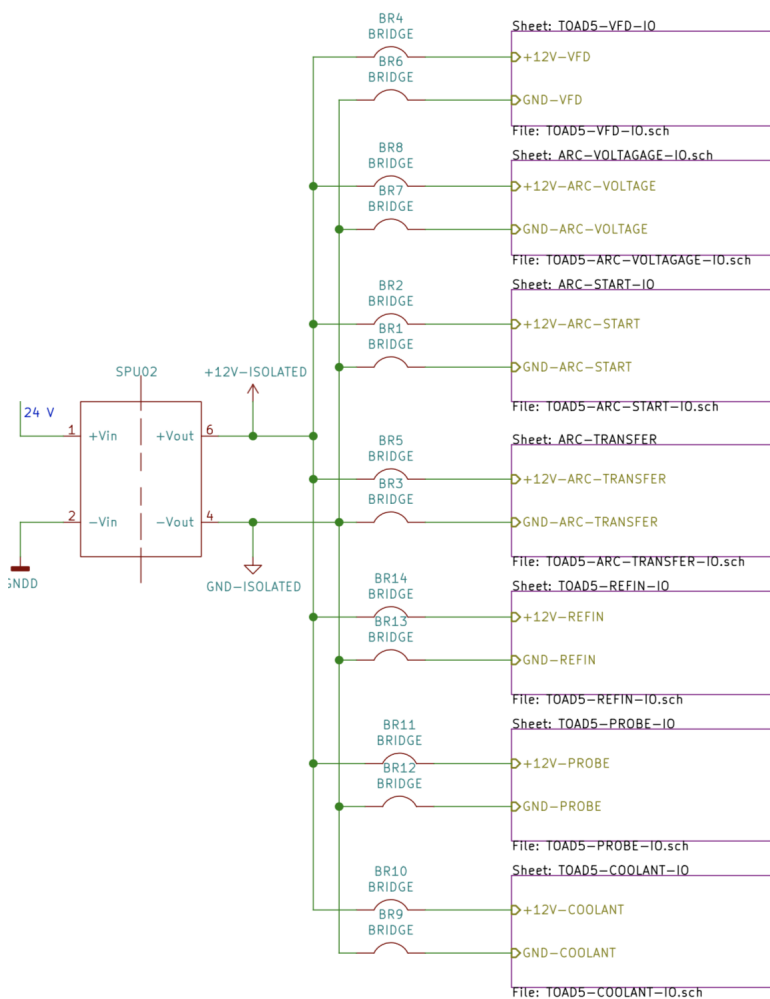 BR4
BRIDGE
Sheet: TOAD5-VFD-IO
+12V-VFD
BR6
BRIDGE
GND-VFD
File: TOAD5-VFD-IO.sch
BR8
BRIDGE
Sheet: ARC-VOLTAGAGE-IO.sch
+12V-ARC-VOLTAGE
BR7
BRIDGE
GND-ARC-VOLTAGE
File: TOAD5-ARC-VOLTAGAGE-IO.sch
BR2
BRIDGE
Sheet: ARC-START-IO
+12V-ARC-START
BR1
BRIDGE
GND-ARC-START
File: TOAD5-ARC-START-IO.sch
SPU02
+12V-ISOLATED
24 V
1
+Vin
+Vout
6
2
-Vin
-Vout
4
GND-ISOLATED
BR5
BRIDGE
Sheet: ARC-TRANSFER
+12V-ARC-TRANSFER
BR3
BRIDGE
GND-ARC-TRANSFER
File: TOAD5-ARC-TRANSFER-IO.sch
GNDD
BR14
BRIDGE
Sheet: TOAD5-REFIN-IO
+12V-REFIN
BR13
BRIDGE
GND-REFIN
File: TOAD5-REFIN-IO.sch
BR11
BRIDGE
Sheet: TOAD5-PROBE-IO
+12V-PROBE
BR12
BRIDGE
GND-PROBE
File: TOAD5-PROBE-IO.sch
BR10
BRIDGE
Sheet: TOAD5-COOLANT-IO
+12V-COOLANT
BR9
BRIDGE
GND-COOLANT
File: TOAD5-COOLANT-IO.sch